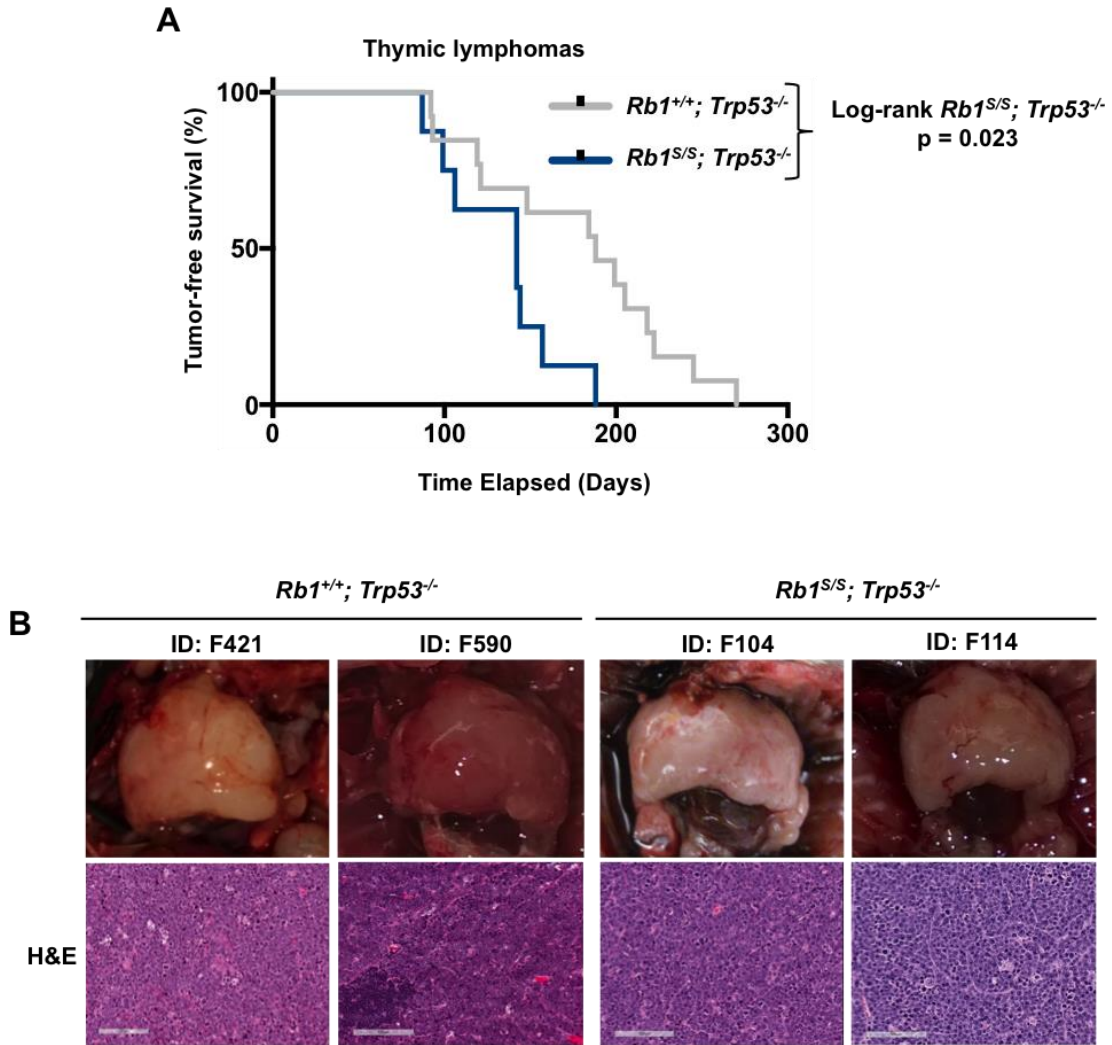 A
Thymic lymphomas
Tumor-free survival (%)
100
50
0
0 100 200 300
Time Elapsed (Days)
Rb1+/+; Trp53-/-
Rb1S/S; Trp53-/-
Log-rank Rb1S/S; Trp53-/-
p = 0.023
B
Rb1+/+; Trp53-/- Rb1S/S; Trp53-/-
ID: F421 ID: F590 ID: F104 ID: F114
H&E